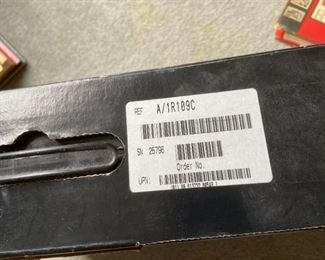 REF A/1R109C
SN 25796
Order No.
UPN: